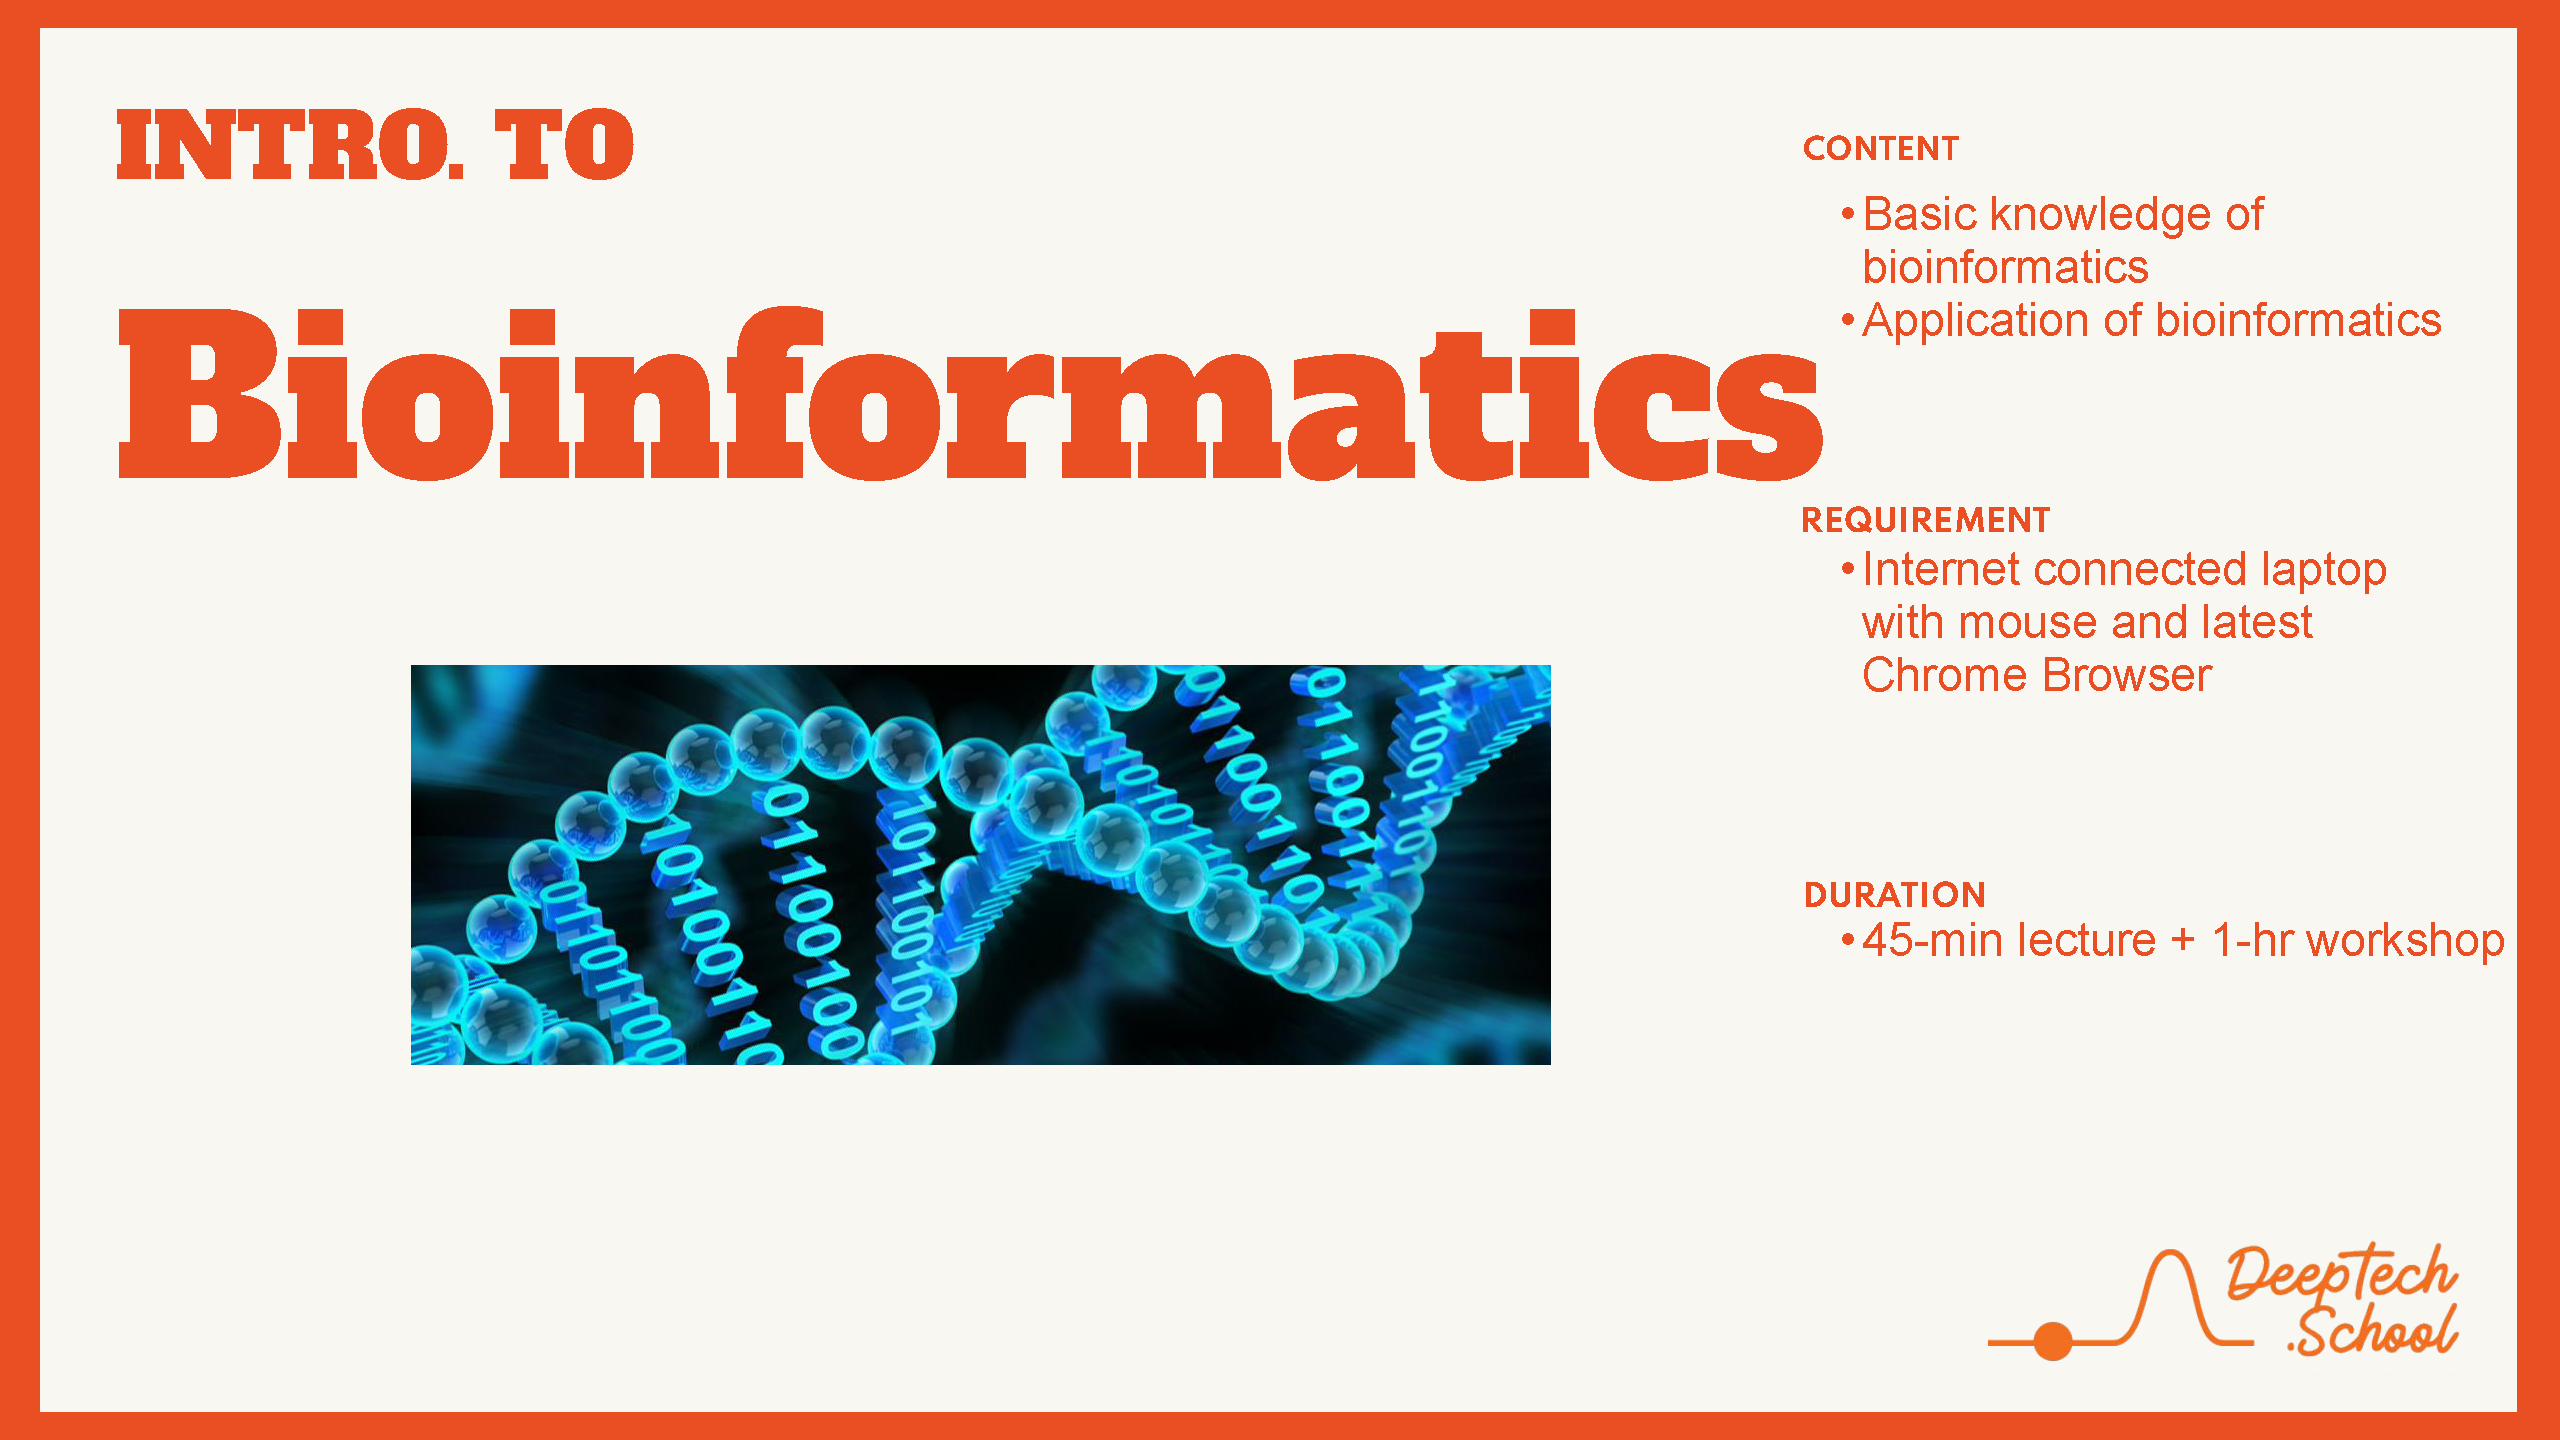 INTRO. TO
Bioinformatics
CONTENT
•Basic knowledge of
bioinformatics
•Application of bioinformatics
REQUIREMENT
•Internet connected laptop
with mouse and latest
Chrome Browser
DURATION
•45-min lecture + 1-hr workshop
DeepTech
.School